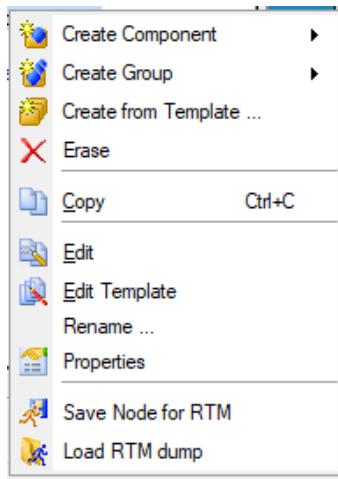 Create Component
Create Group
Create from Template ...
Erase
Copy Ctrl+C
Edit
Edit Template
Rename ...
Properties
Save Node for RTM
Load RTM dump